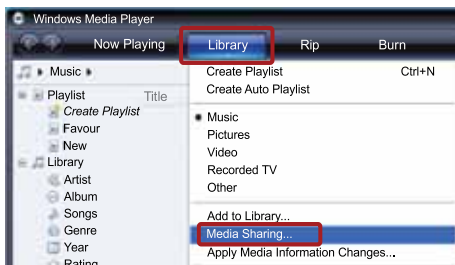 Windows Media Player
Now Playing Library Rip Burn
Music
Create Playlist Ctrl+N
Create Auto Playlist
Playlist Title
Create Playlist
Favour
New
Library
Artist
Album
Songs
Genre
Year
Rating
Music
Pictures
Video
Recorded TV
Other
Add to Library...
Media Sharing...
Apply Media Information Changes...